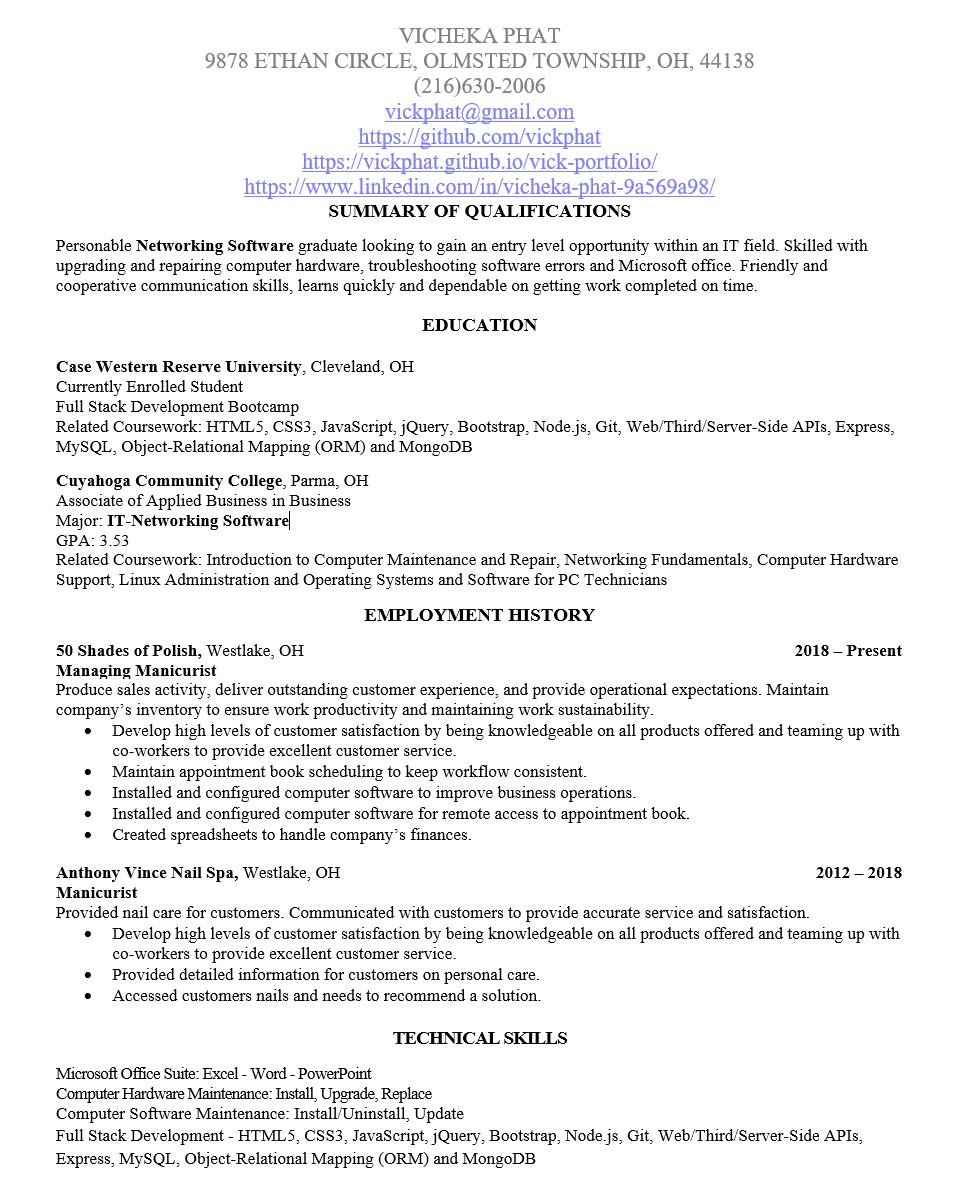 VICHEKA PHAT
9878 ETHAN CIRCLE, OLMSTED TOWNSHIP, OH, 44138
(216)630-2006
vickphat@gmail.com
https://github.com/vickphat
https://vickphat.github.io/vick-portfolio/
https://www.linkedin.com/in/vicheka-phat-9a569a98/
SUMMARY OF QUALIFICATIONS
Personable Networking Software graduate looking to gain an entry level opportunity within an IT field. Skilled with
upgrading and repairing computer hardware, troubleshooting software errors and Microsoft office. Friendly and
cooperative communication skills, learns quickly and dependable on getting work completed on time.
EDUCATION
Case Western Reserve University, Cleveland, OH
Currently Enrolled Student
Full Stack Development Bootcamp
Related Coursework: HTML5, CSS3, JavaScript, jQuery, Bootstrap, Node.js, Git, Web/Third/Server-Side APIs, Express,
MySQL, Object-Relational Mapping (ORM) and MongoDB
Cuyahoga Community College, Parma, OH
Associate of Applied Business in Business
Major: IT-Networking Software
GPA: 3.53
Related Coursework: Introduction to Computer Maintenance and Repair, Networking Fundamentals, Computer Hardware
Support, Linux Administration and Operating Systems and Software for PC Technicians
EMPLOYMENT HISTORY
50 Shades of Polish, Westlake, OH 2018 – Present
Managing Manicurist
Produce sales activity, deliver outstanding customer experience, and provide operational expectations. Maintain
company's inventory to ensure work productivity and maintaining work sustainability.
• Develop high levels of customer satisfaction by being knowledgeable on all products offered and teaming up with
co-workers to provide excellent customer service.
• Maintain appointment book scheduling to keep workflow consistent.
• Installed and configured computer software to improve business operations.
• Installed and configured computer software for remote access to appointment book.
• Created spreadsheets to handle company's finances.
Anthony Vince Nail Spa, Westlake, OH 2012 – 2018
Manicurist
Provided nail care for customers. Communicated with customers to provide accurate service and satisfaction.
• Develop high levels of customer satisfaction by being knowledgeable on all products offered and teaming up with
co-workers to provide excellent customer service.
• Provided detailed information for customers on personal care.
• Accessed customers nails and needs to recommend a solution.
TECHNICAL SKILLS
Microsoft Office Suite: Excel - Word - PowerPoint
Computer Hardware Maintenance: Install, Upgrade, Replace
Computer Software Maintenance: Install/Uninstall, Update
Full Stack Development - HTML5, CSS3, JavaScript, jQuery, Bootstrap, Node.js, Git, Web/Third/Server-Side APIs,
Express, MySQL, Object-Relational Mapping (ORM) and MongoDB